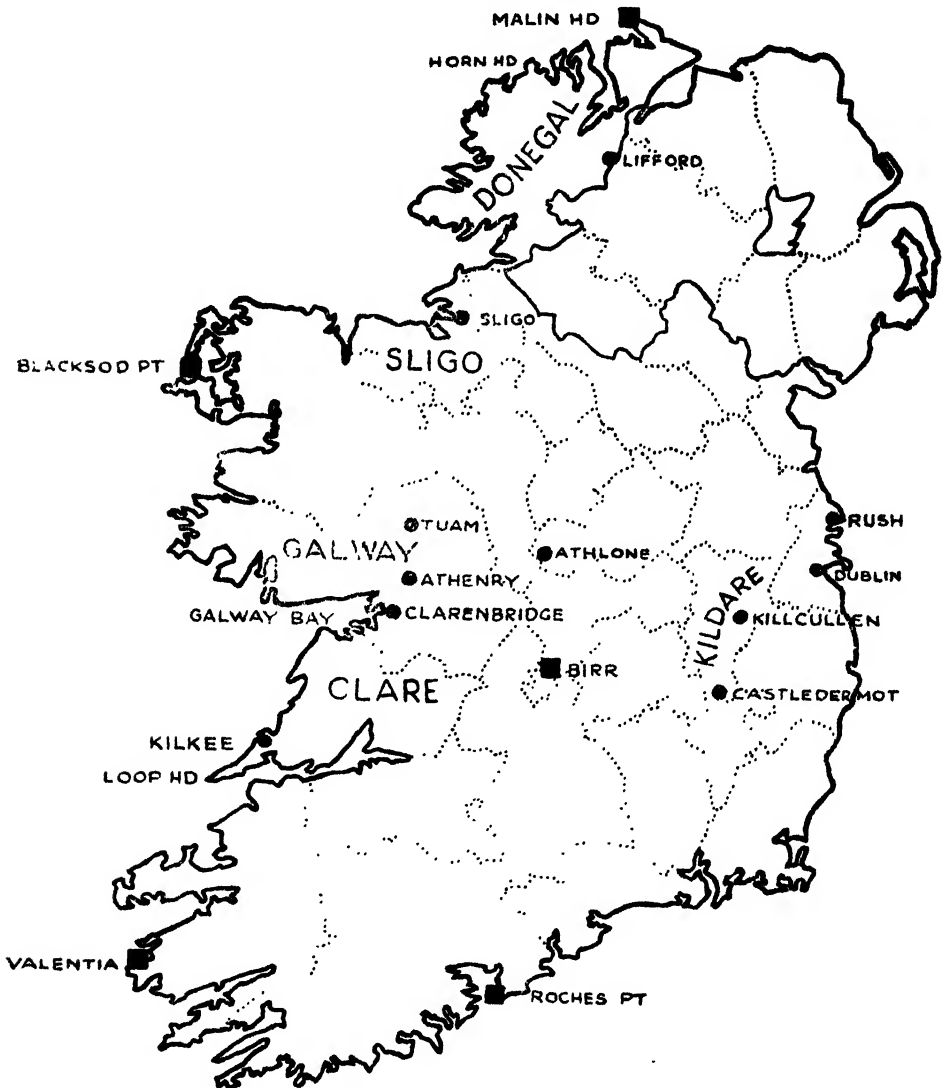 MALIN HD
HORN HD
DONEGAL
LIFFORD
SLIGO
SLIGO
BLACKSOD PT
TUAM
RUSH
GALWAY
ATHLONE
DUBLIN
ATHENRY
KILDARE
GALWAY BAY
CLARENBRIDGE
KILLCULLEN
BIRR
CLARE
CASTLEDERMOT
KILKEE
LOOP HD
VALENTIA
ROCHES PT